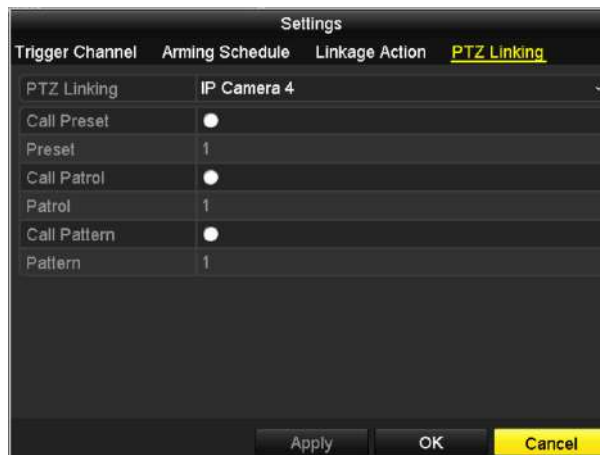 Settings
Trigger Channel Arming Schedule Linkage Action PTZ Linking
PTZ Linking IP Camera 4
Call Preset
Preset 1
Call Patrol
Patrol 1
Call Pattern
Pattern 1
Apply OK Cancel